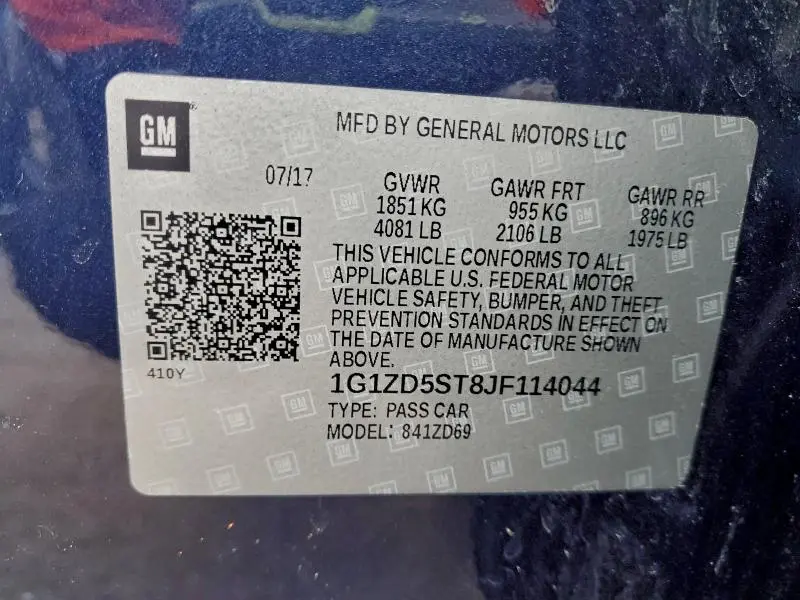 GM
MFD BY GENERAL MOTORS LLC
07/17
GVWR GAWR FRT GAWR RR
1851 KG 955 KG 896 KG
4081 LB 2106 LB 1975 LB
THIS VEHICLE CONFORMS TO ALL
APPLICABLE U.S. FEDERAL MOTOR
VEHICLE SAFETY, BUMPER, AND THEFT
PREVENTION STANDARDS IN EFFECT ON
THE DATE OF MANUFACTURE SHOWN
ABOVE.
410Y
1G1ZD5ST8JF114044
TYPE: PASS CAR
MODEL: 841ZD69